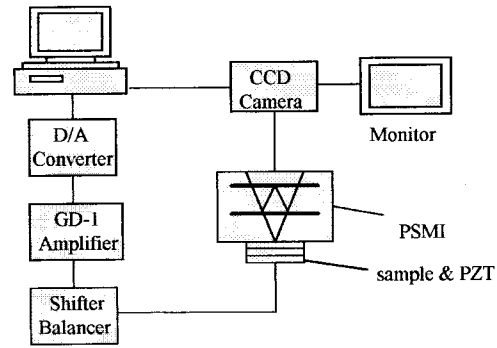 CCD
Camera
Monitor
D/A
Converter
GD-1
Amplifier
Shifter
Balancer
PSMI
sample & PZT